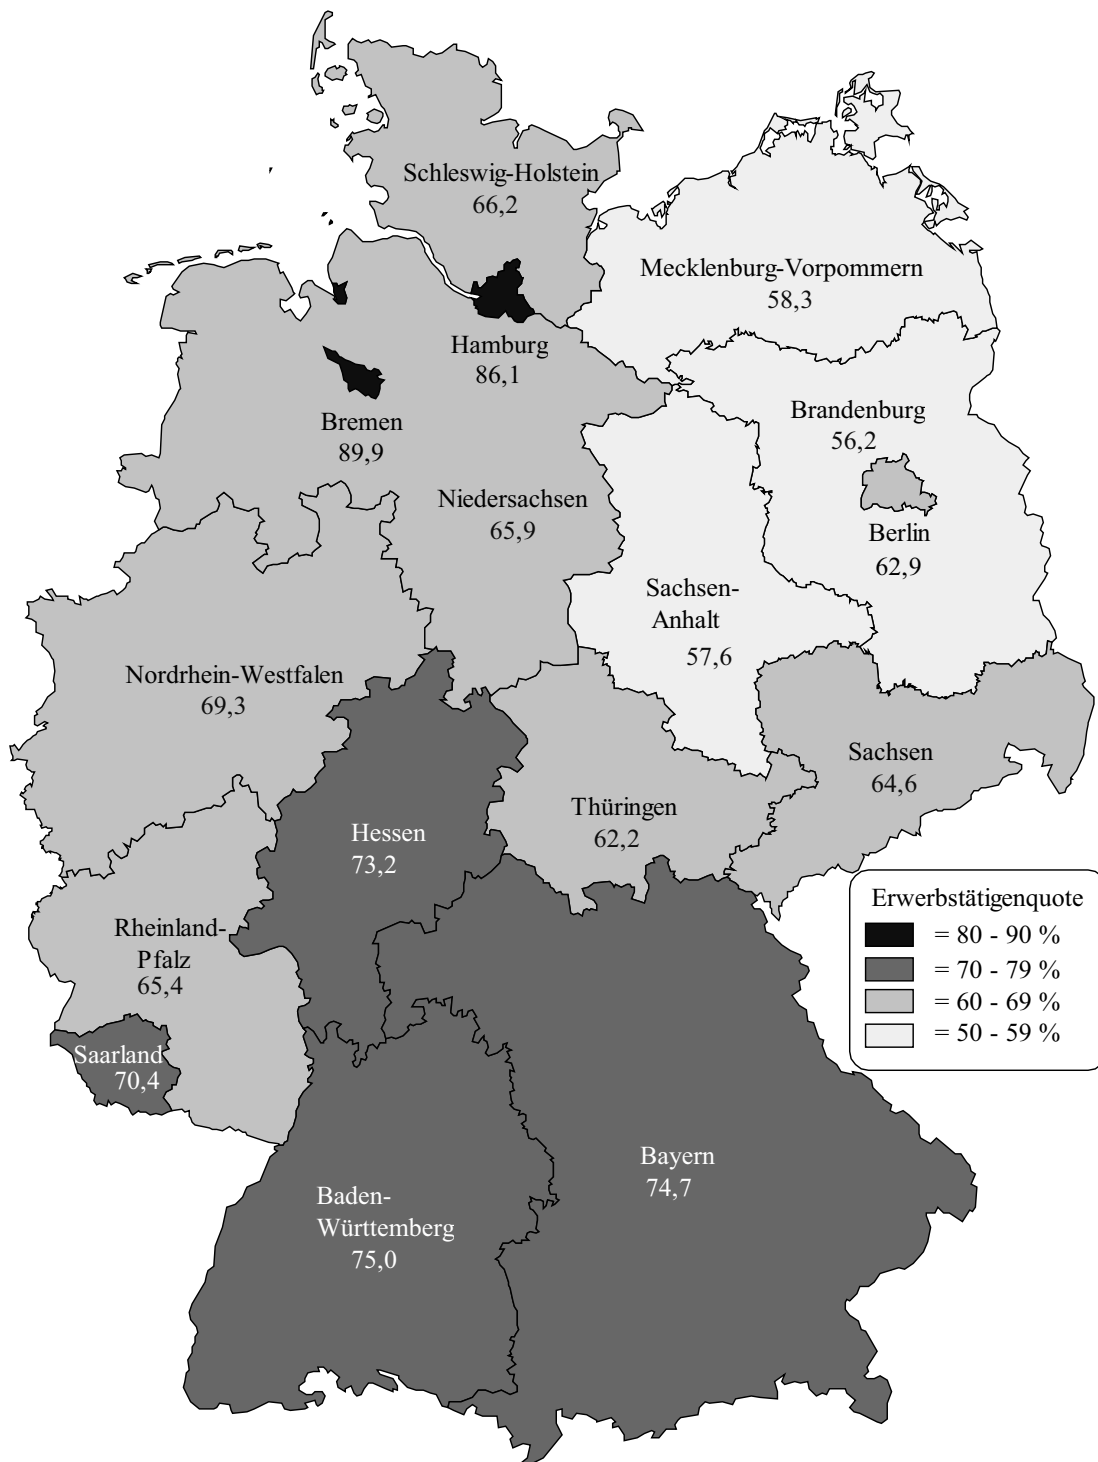 Schleswig-Holstein
66,2
Mecklenburg-Vorpommern
58,3
Hamburg
86,1
Bremen
89,9
Brandenburg
56,2
Niedersachsen
65,9
Berlin
62,9
Sachsen-
Anhalt
57,6
Nordrhein-Westfalen
69,3
Sachsen
64,6
Thüringen
62,2
Hessen
73,2
Rheinland-
Pfalz
65,4
Saarland
70,4
Bayern
74,7
Baden-
Württemberg
75,0
Erwerbstätigenquote
= 80 - 90 %
= 70 - 79 %
= 60 - 69 %
= 50 - 59 %